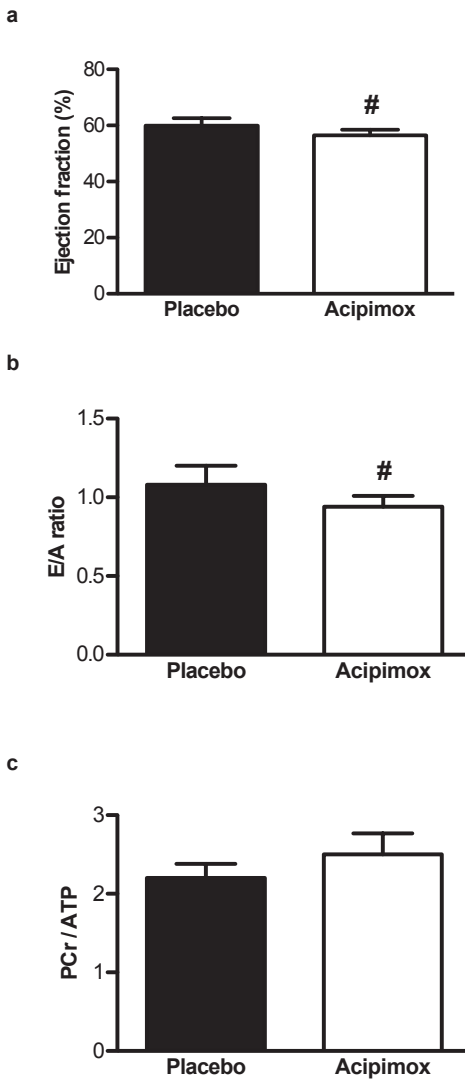 a
80
60
40
20
0
Ejection fraction (%)
#
Placebo Acipimox
b
1.5
1.0
0.5
0.0
E/A ratio
#
Placebo Acipimox
c
3
2
1
0
PCr / ATP
Placebo Acipimox